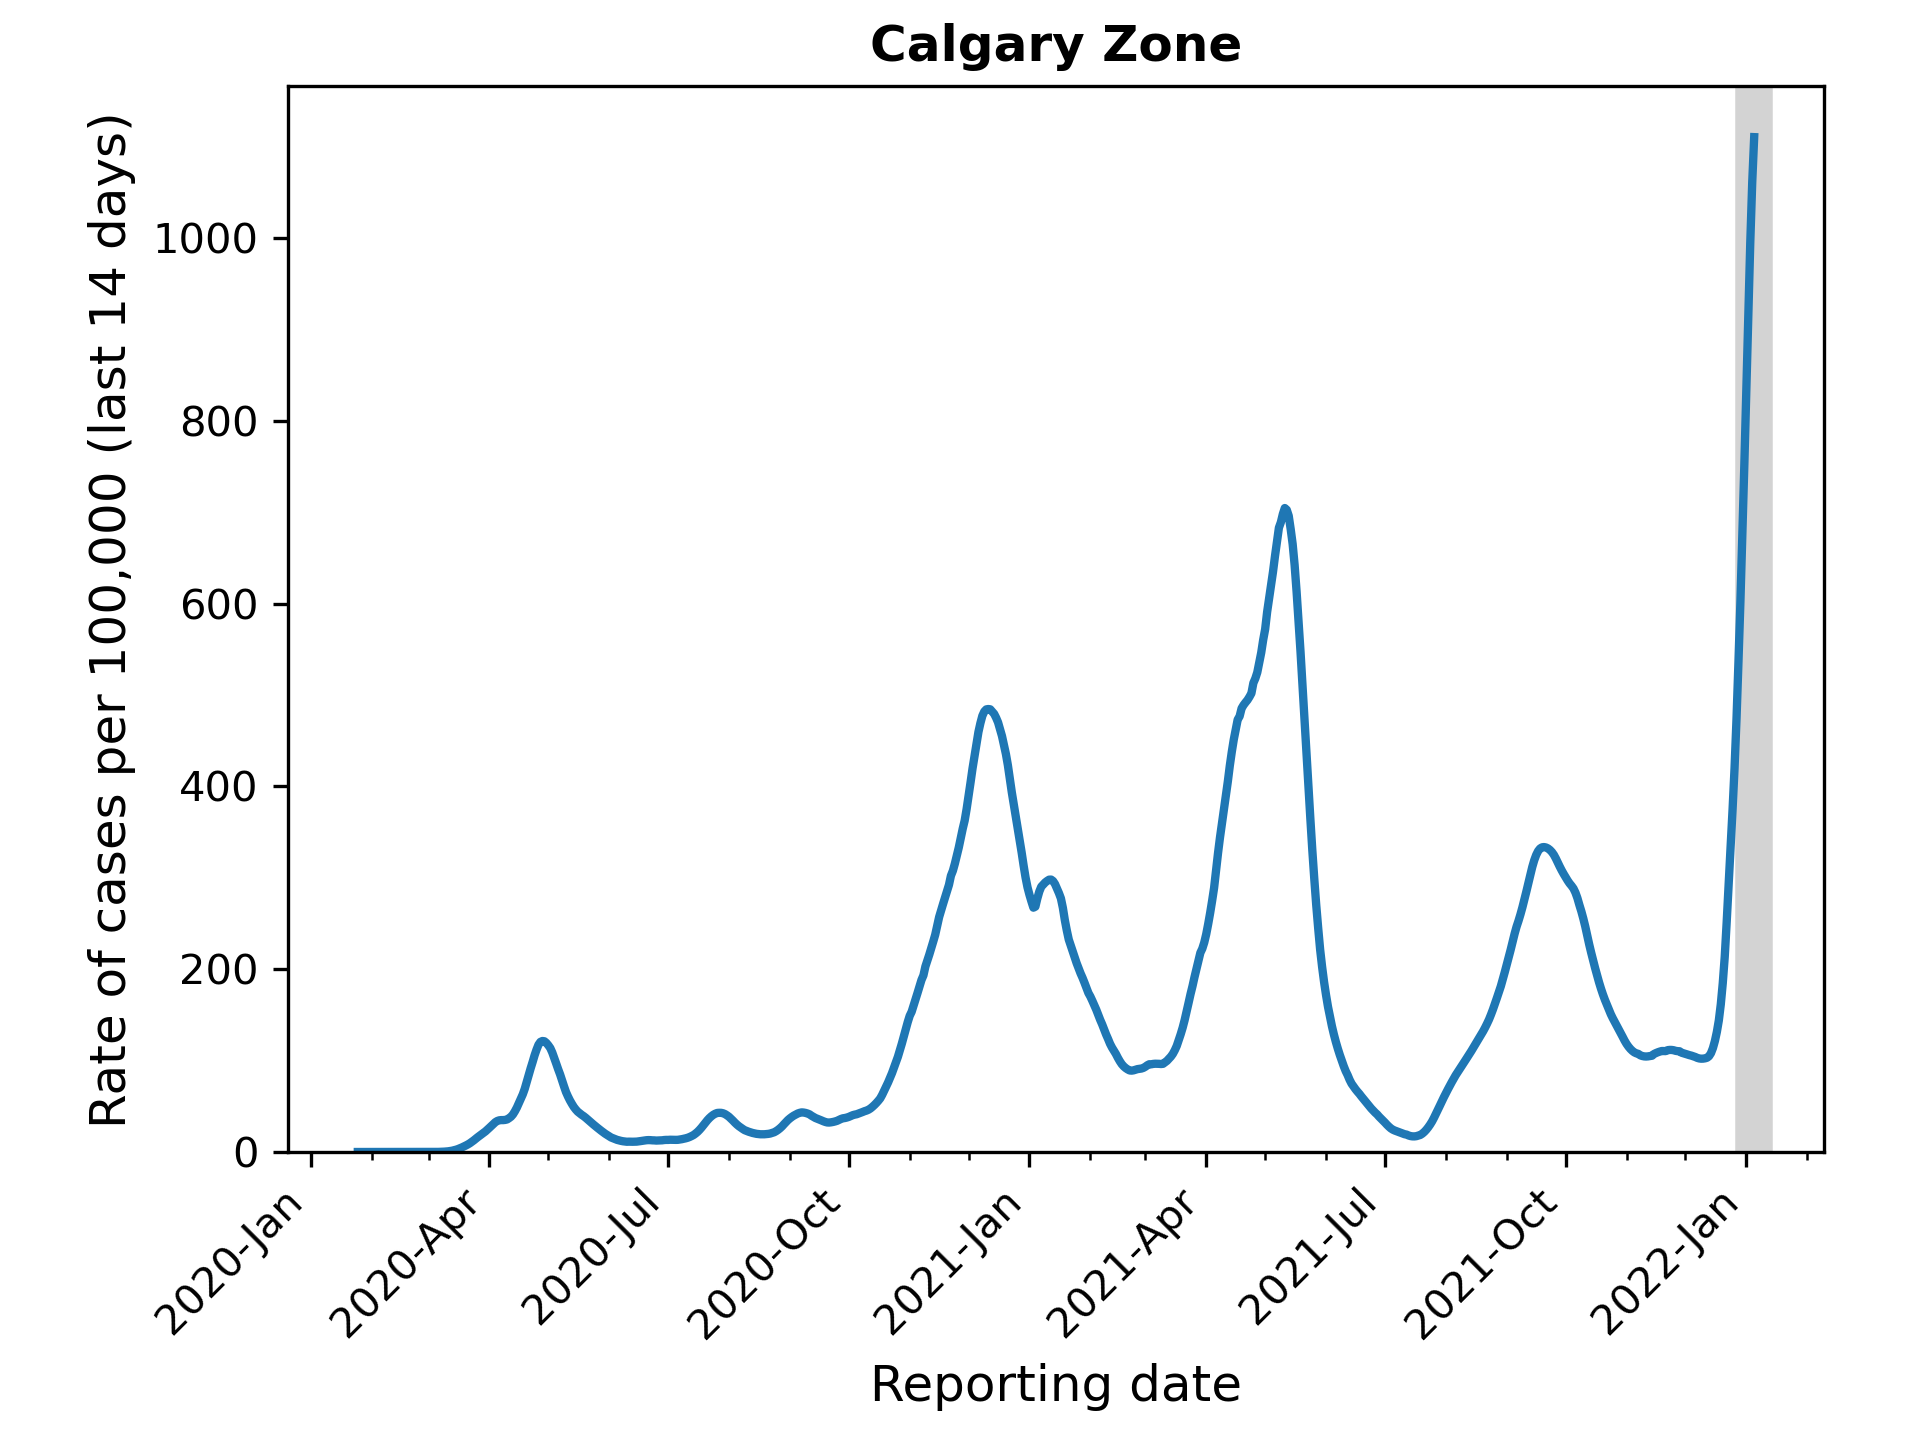 Calgary Zone
Rate of cases per 100,000 (last 14 days)
1000
800
600
400
200
0
2020-Jan
2020-Apr
2020-Jul
2020-Oct
2021-Jan
2021-Apr
2021-Jul
2021-Oct
2022-Jan
Reporting date